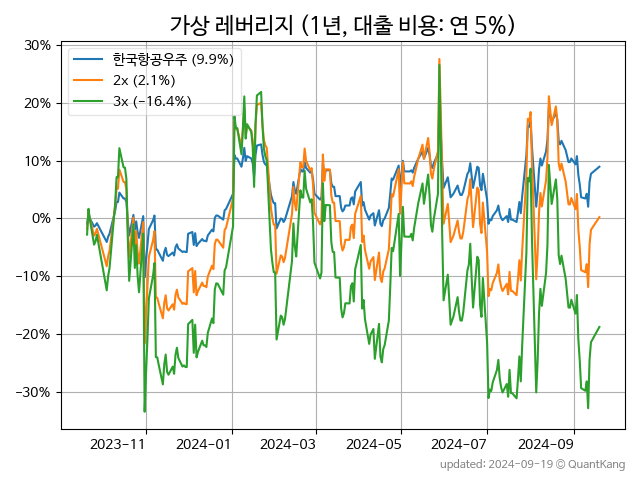 가상 레버리지 (1년, 대출 비용: 연 5%)
30%
20%
10%
0%
−10%
−20%
−30%
한국항공우주 (9.9%)
2x (2.1%)
3x (−16.4%)
2023-11
2024-01
2024-03
2024-05
2024-07
2024-09
updated: 2024-09-19 © QuantKang